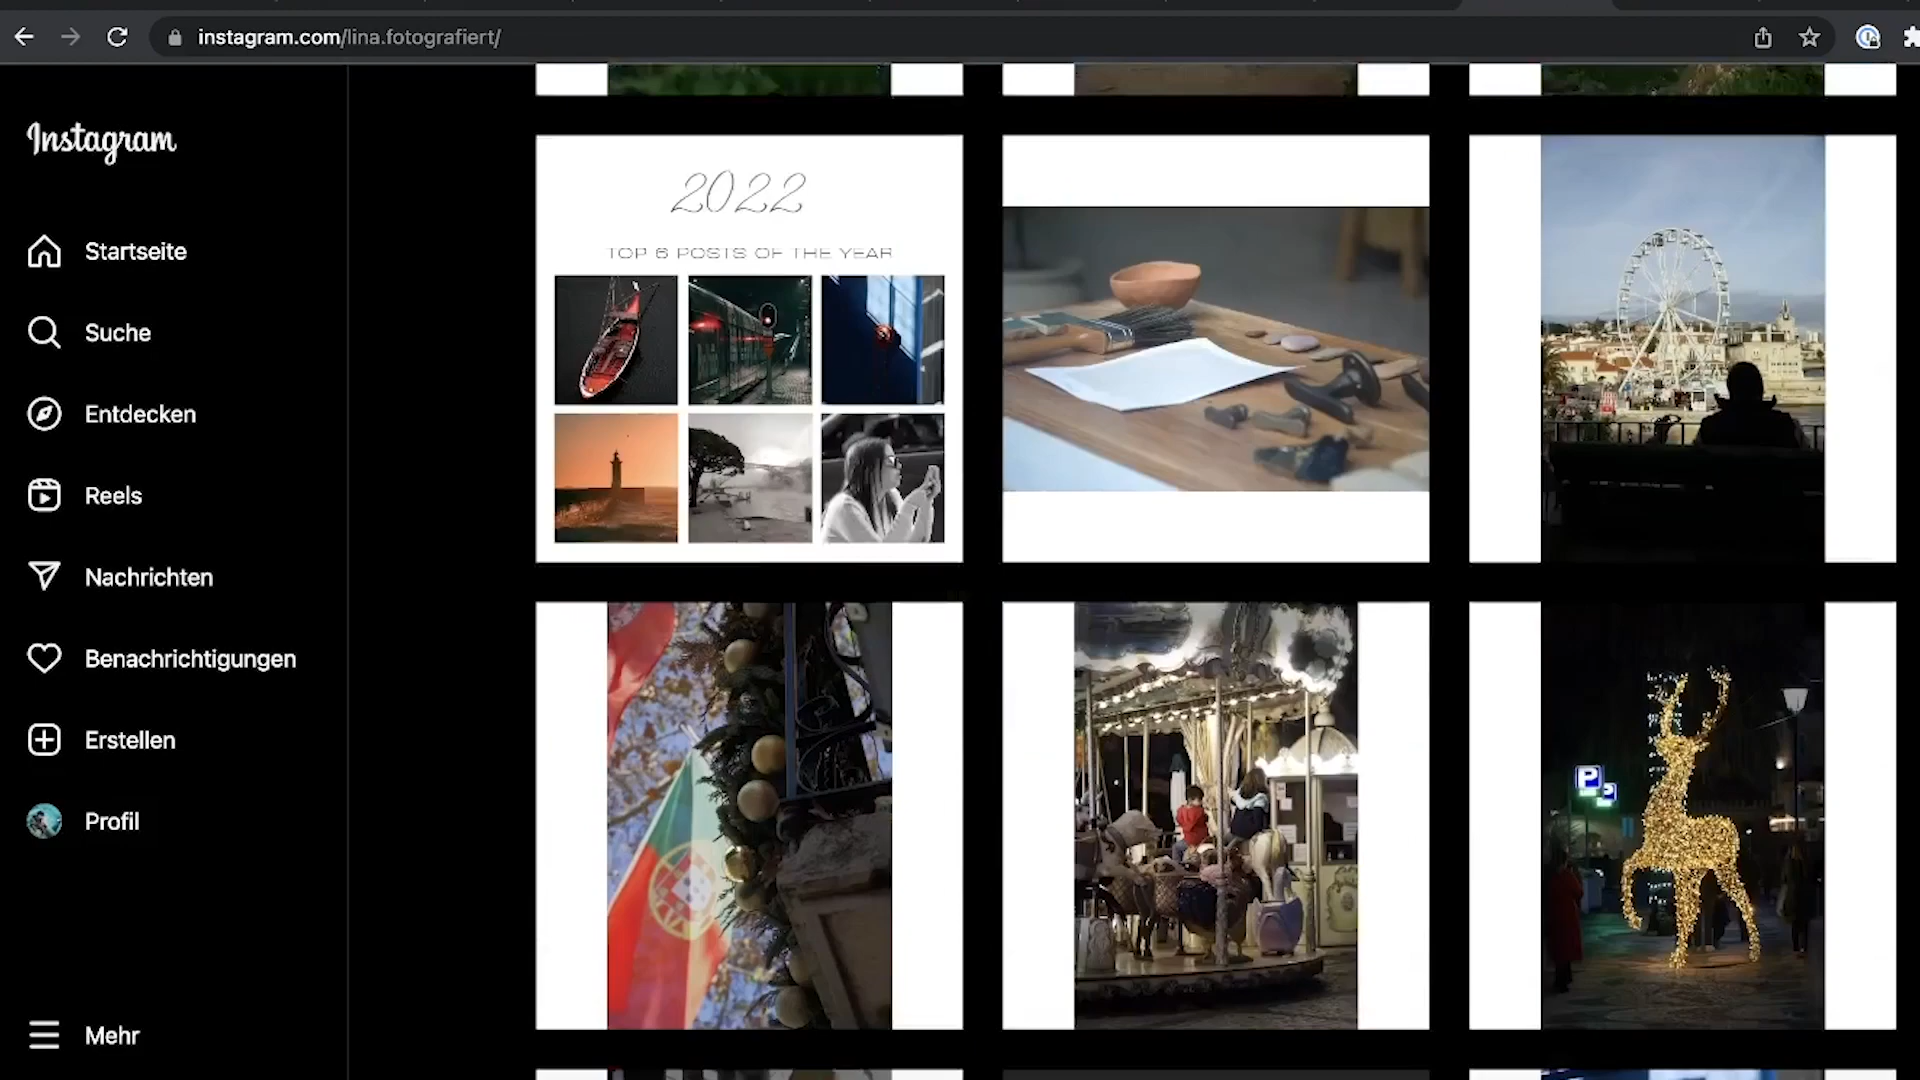 instagram.com/lina.fotografiert/
Instagram
Startseite
Suche
Entdecken
Reels
Nachrichten
Benachrichtigungen
Erstellen
Profil
Mehr
2022
TOP 6 POSTS OF THE YEAR
P
P